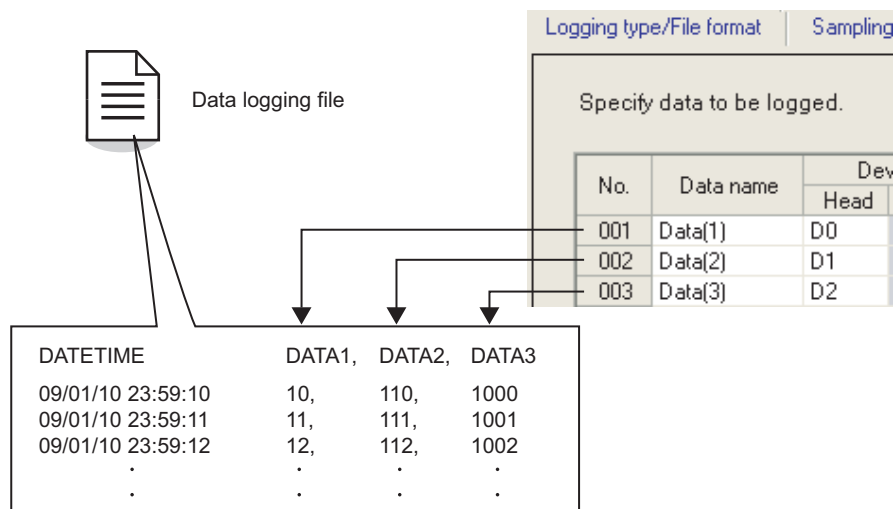 Logging type/File format Sampling
Data logging file
Specify data to be logged.
No. Data name Dev
Head
001 Data(1) D0
002 Data(2) D1
003 Data(3) D2
DATETIME DATA1, DATA2, DATA3
09/01/10 23:59:10 10, 110, 1000
09/01/10 23:59:11 11, 111, 1001
09/01/10 23:59:12 12, 112, 1002